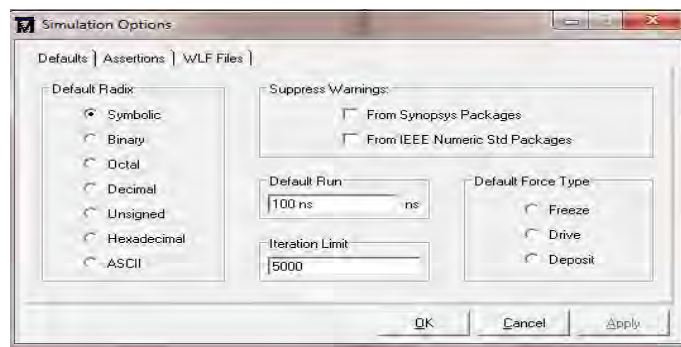 Simulation Options
Defaults
Assertions
WLF Files
Default Radix
Symbolic
Binary
Octal
Decimal
Unsigned
Hexadecimal
ASCII
Suppress Warnings:
From Synopsys Packages
From IEEE Numeric Std Packages
Default Run
100 ns
ns
Iteration Limit
5000
Default Force Type
Freeze
Drive
Deposit
OK
Cancel
Apply